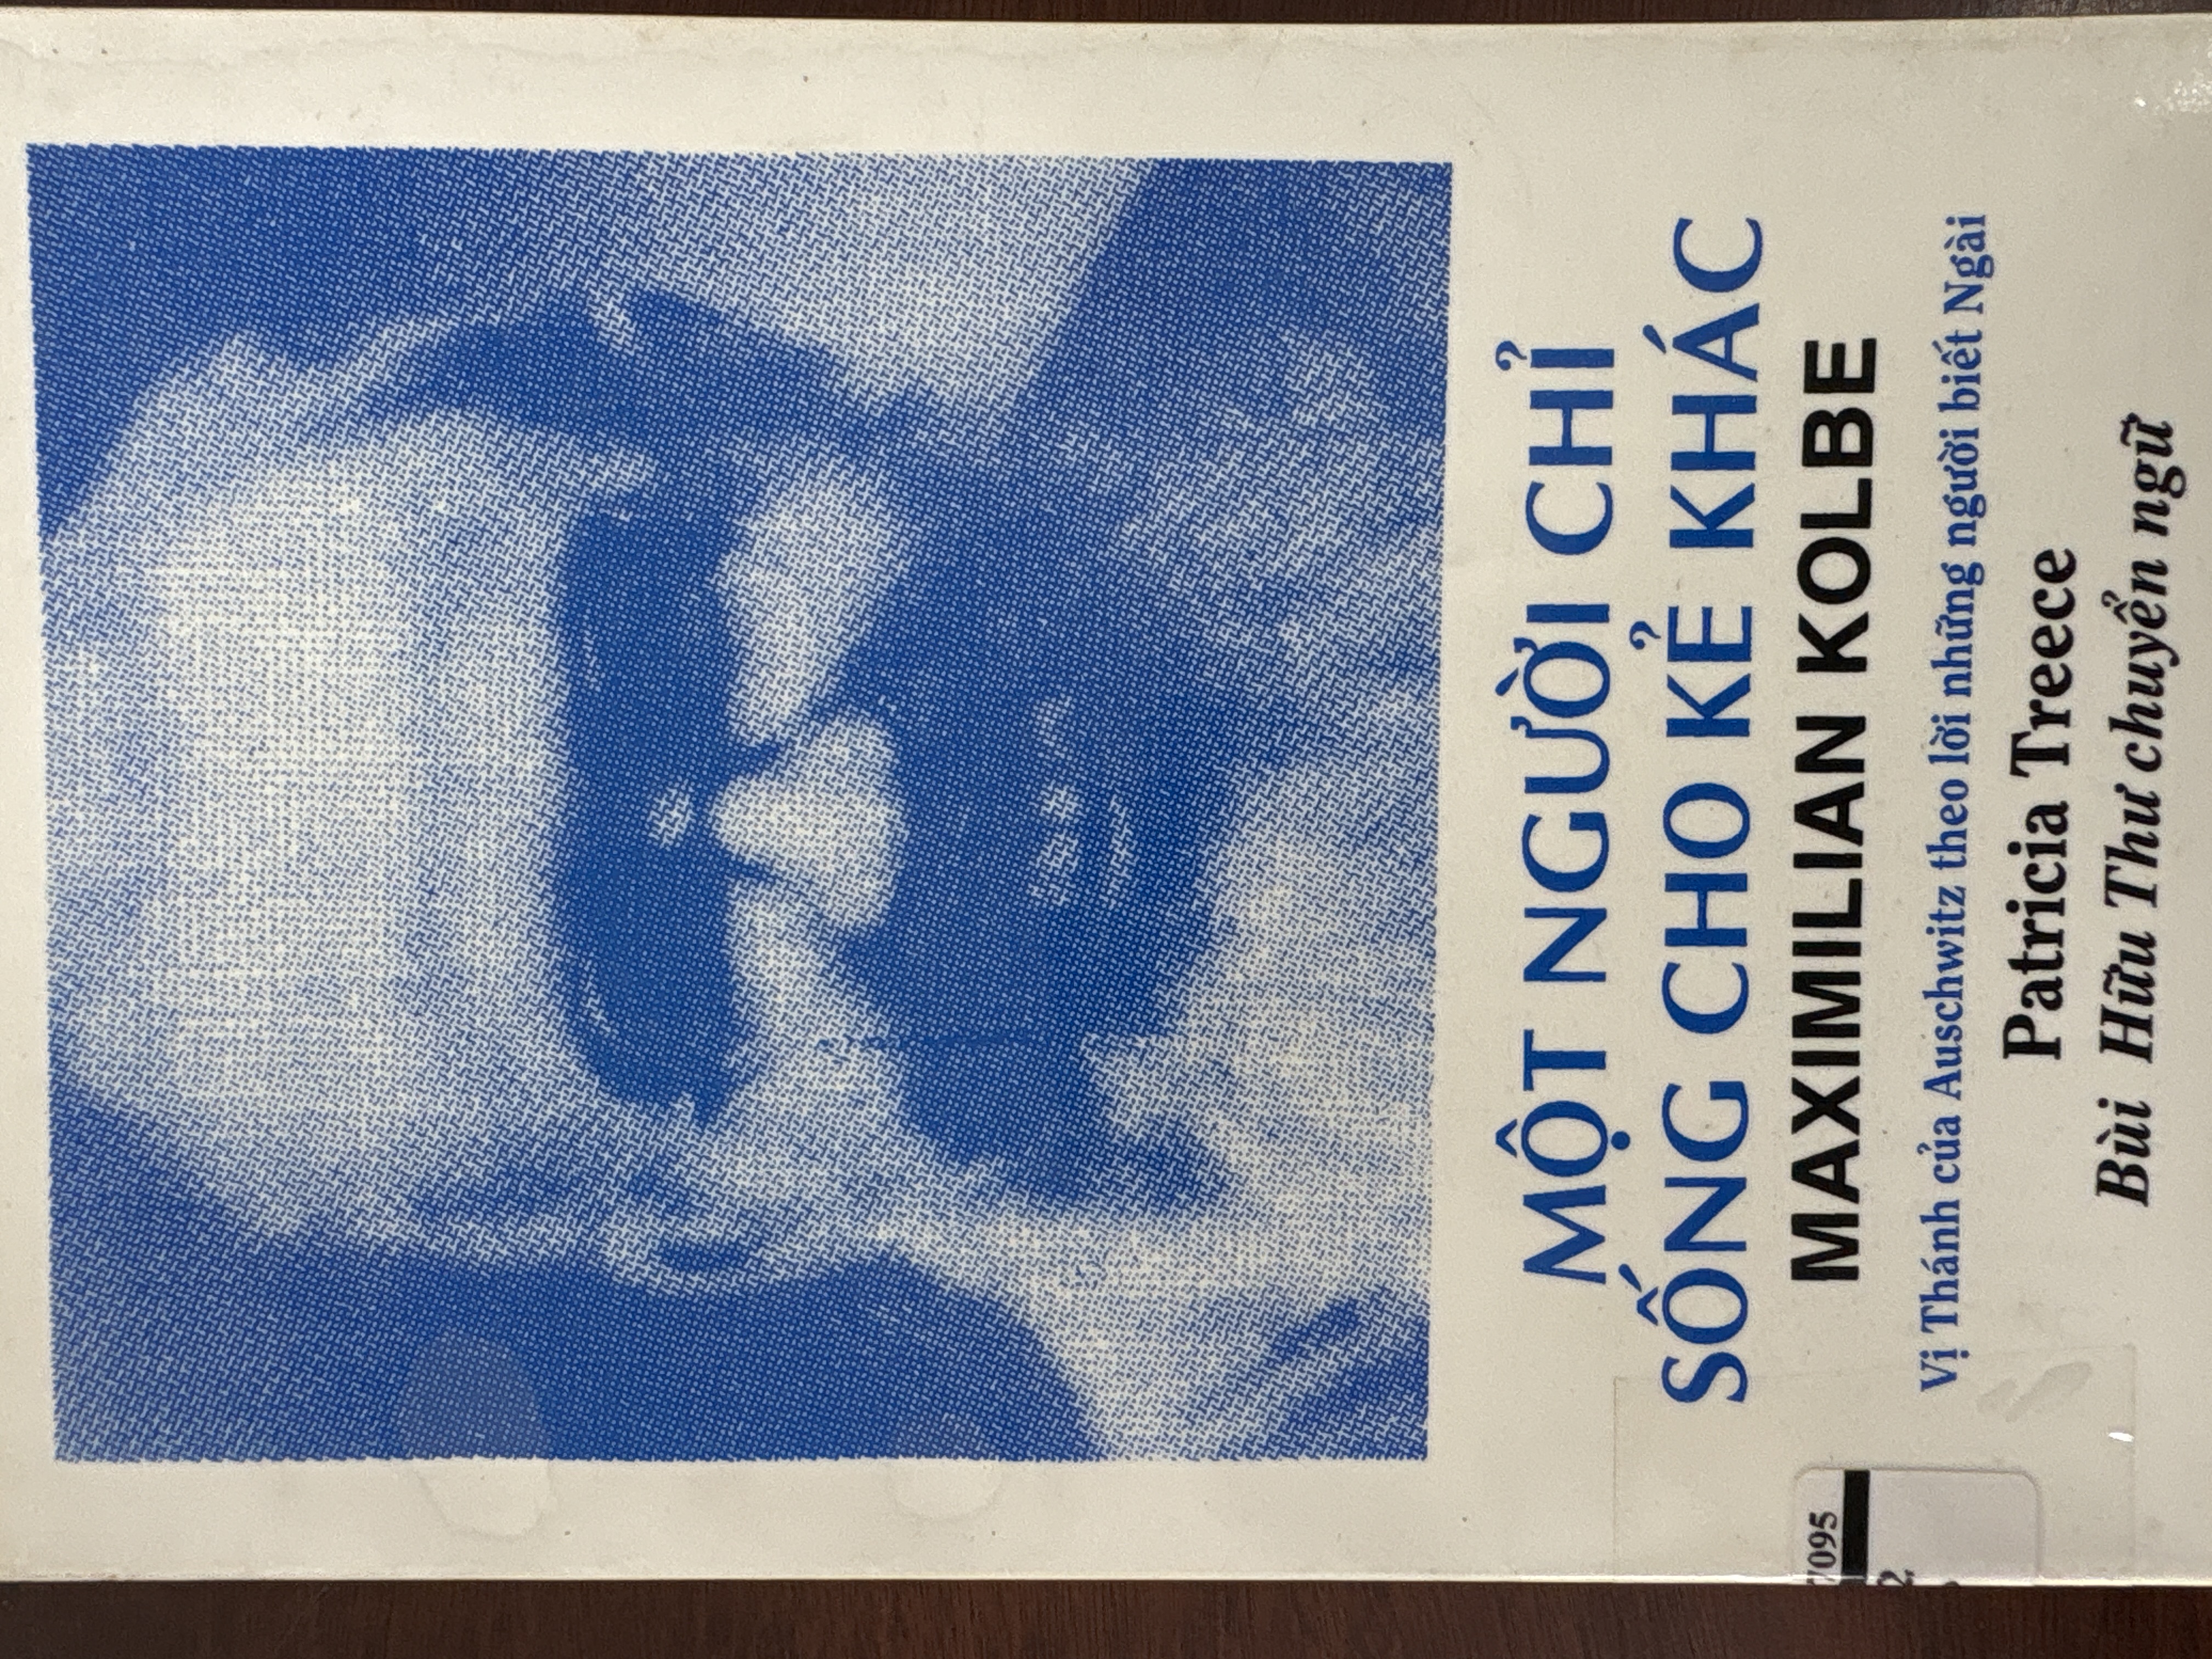 MỘT NGƯỜI CHỈ
SỐNG CHO KẺ KHÁC
MAXIMILIAN KOLBE
Vị Thánh của Auschwitz theo lời những người biết Ngài
Patricia Treece
Bùi Hữu Thư chuyển ngữ